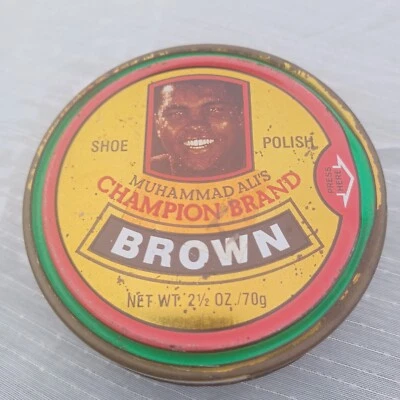 SHOE POLISH
MUHAMMAD ALI'S
CHAMPION BRAND
BROWN
NET WT. 2½ OZ./70g
PRESS
HERE